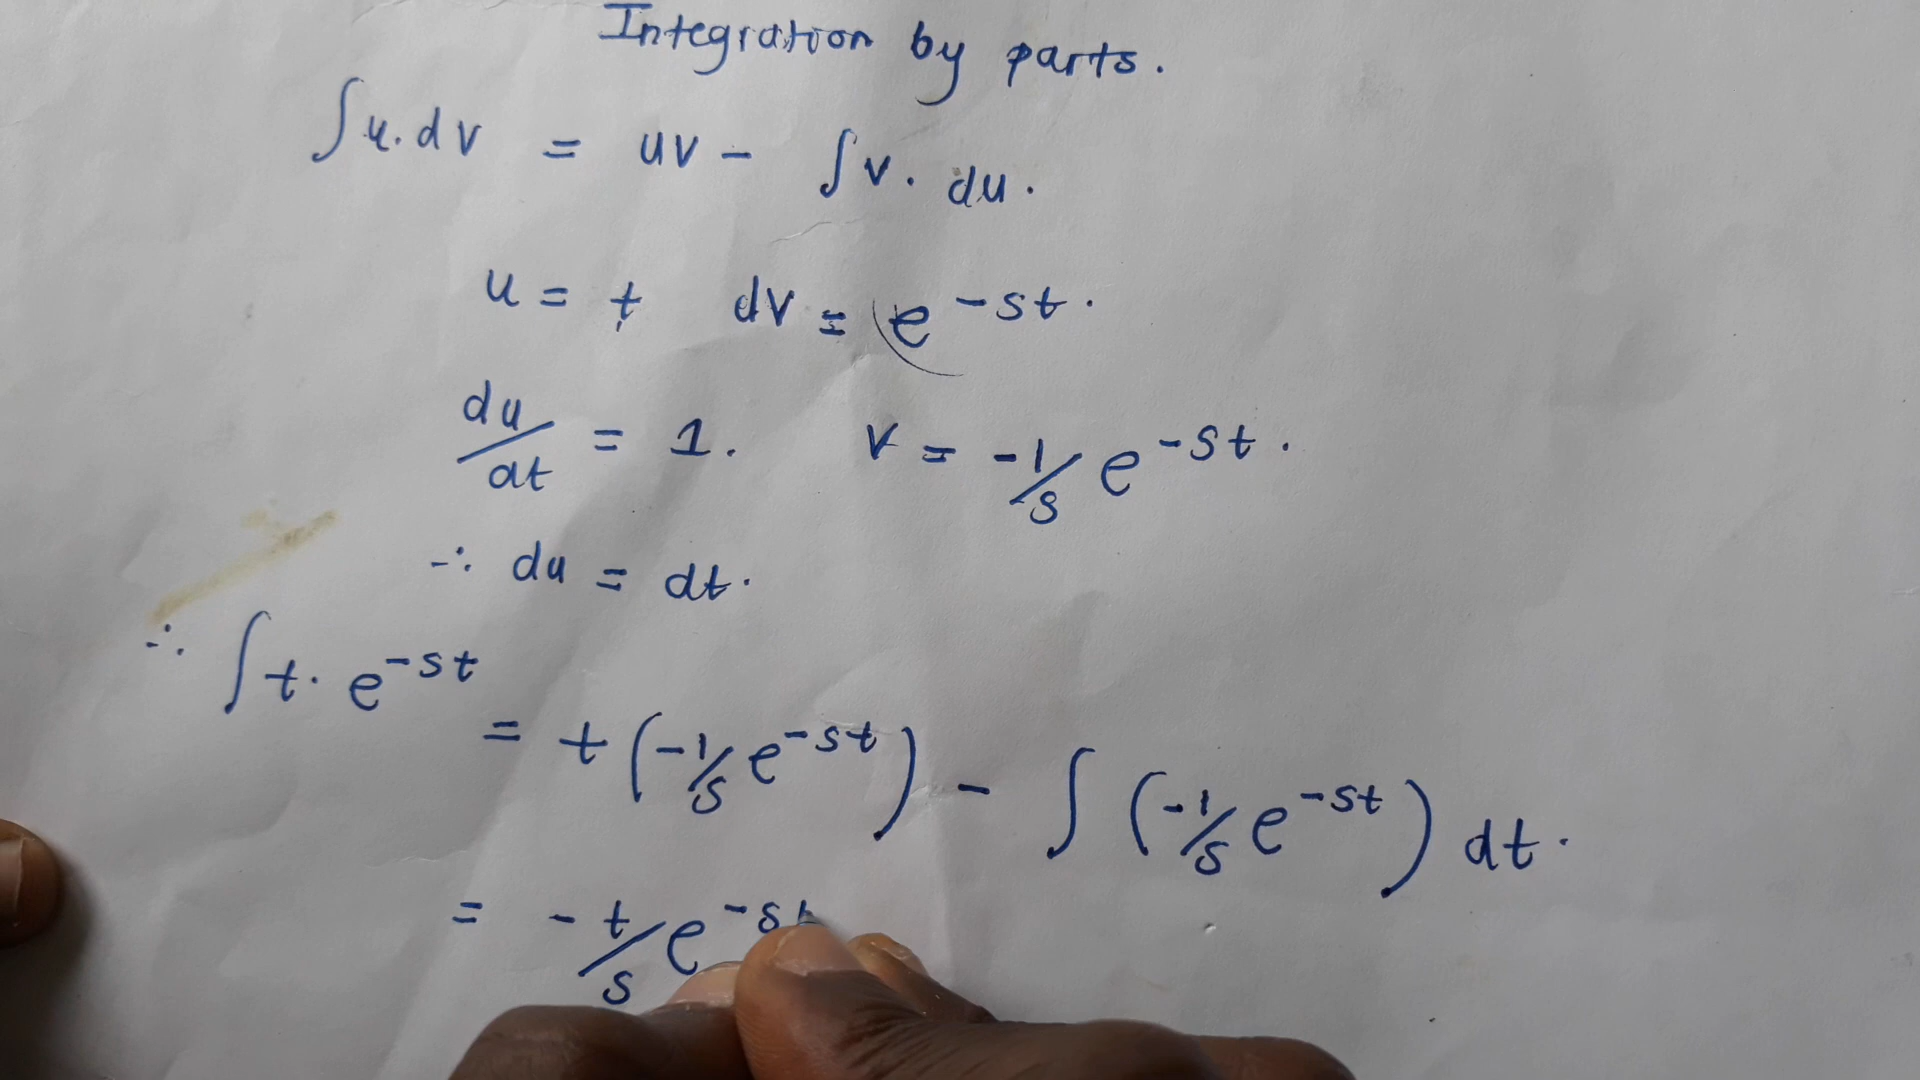 Integration by parts.
∫u.dv = uv - ∫v. du.
u = t dv = e^-st.
du/dt = 1. v = -1/s e^-st.
∴ du = dt.
∴ ∫t. e^-st
= t(-1/s e^-st) - ∫(-1/s e^-st) dt.
= -t/s e^-st